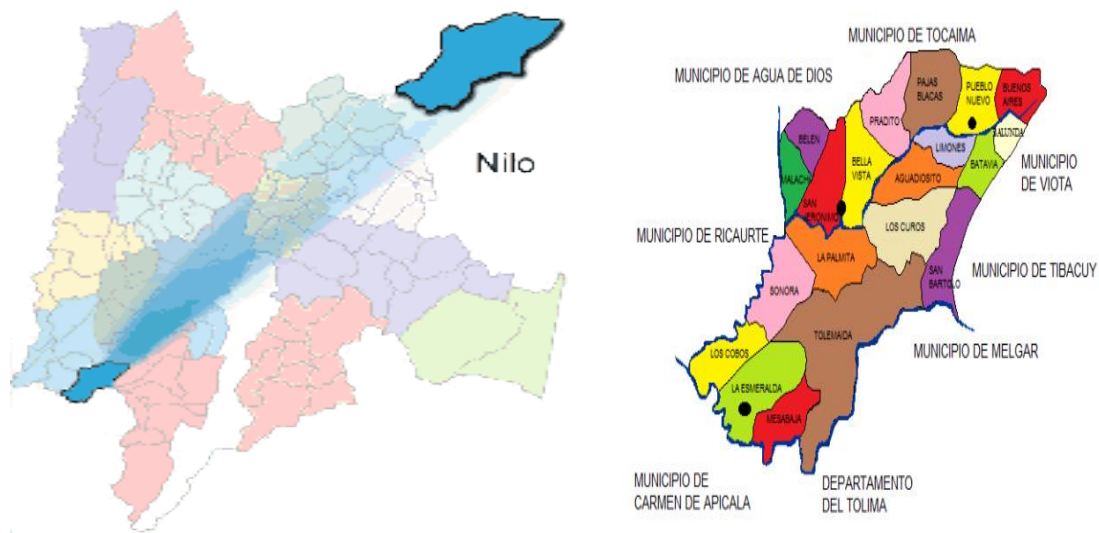 Nilo
MUNICIPIO DE TOCAIMA
MUNICIPIO DE AGUA DE DIOS
PAJAS
BLACAS
PUEBLO
NUEVO
BUENOS
AIRES
PRADITO
BELEN
LIMONES
MALACHI
BELLA
VISTA
BATAVIA
MUNICIPIO
DE VIOTA
AGUADIOSITO
SAN
JERONIMO
LOS CUROS
MUNICIPIO DE RICAURTE
LA PALMITA
SAN
BARTOLO
MUNICIPIO DE TIBACUY
SONORA
TOLEMAIDA
MUNICIPIO DE MELGAR
LOS COBOS
LA ESMERALDA
MESABAJA
MUNICIPIO DE
CARMEN DE APICALA
DEPARTAMENTO
DEL TOLIMA